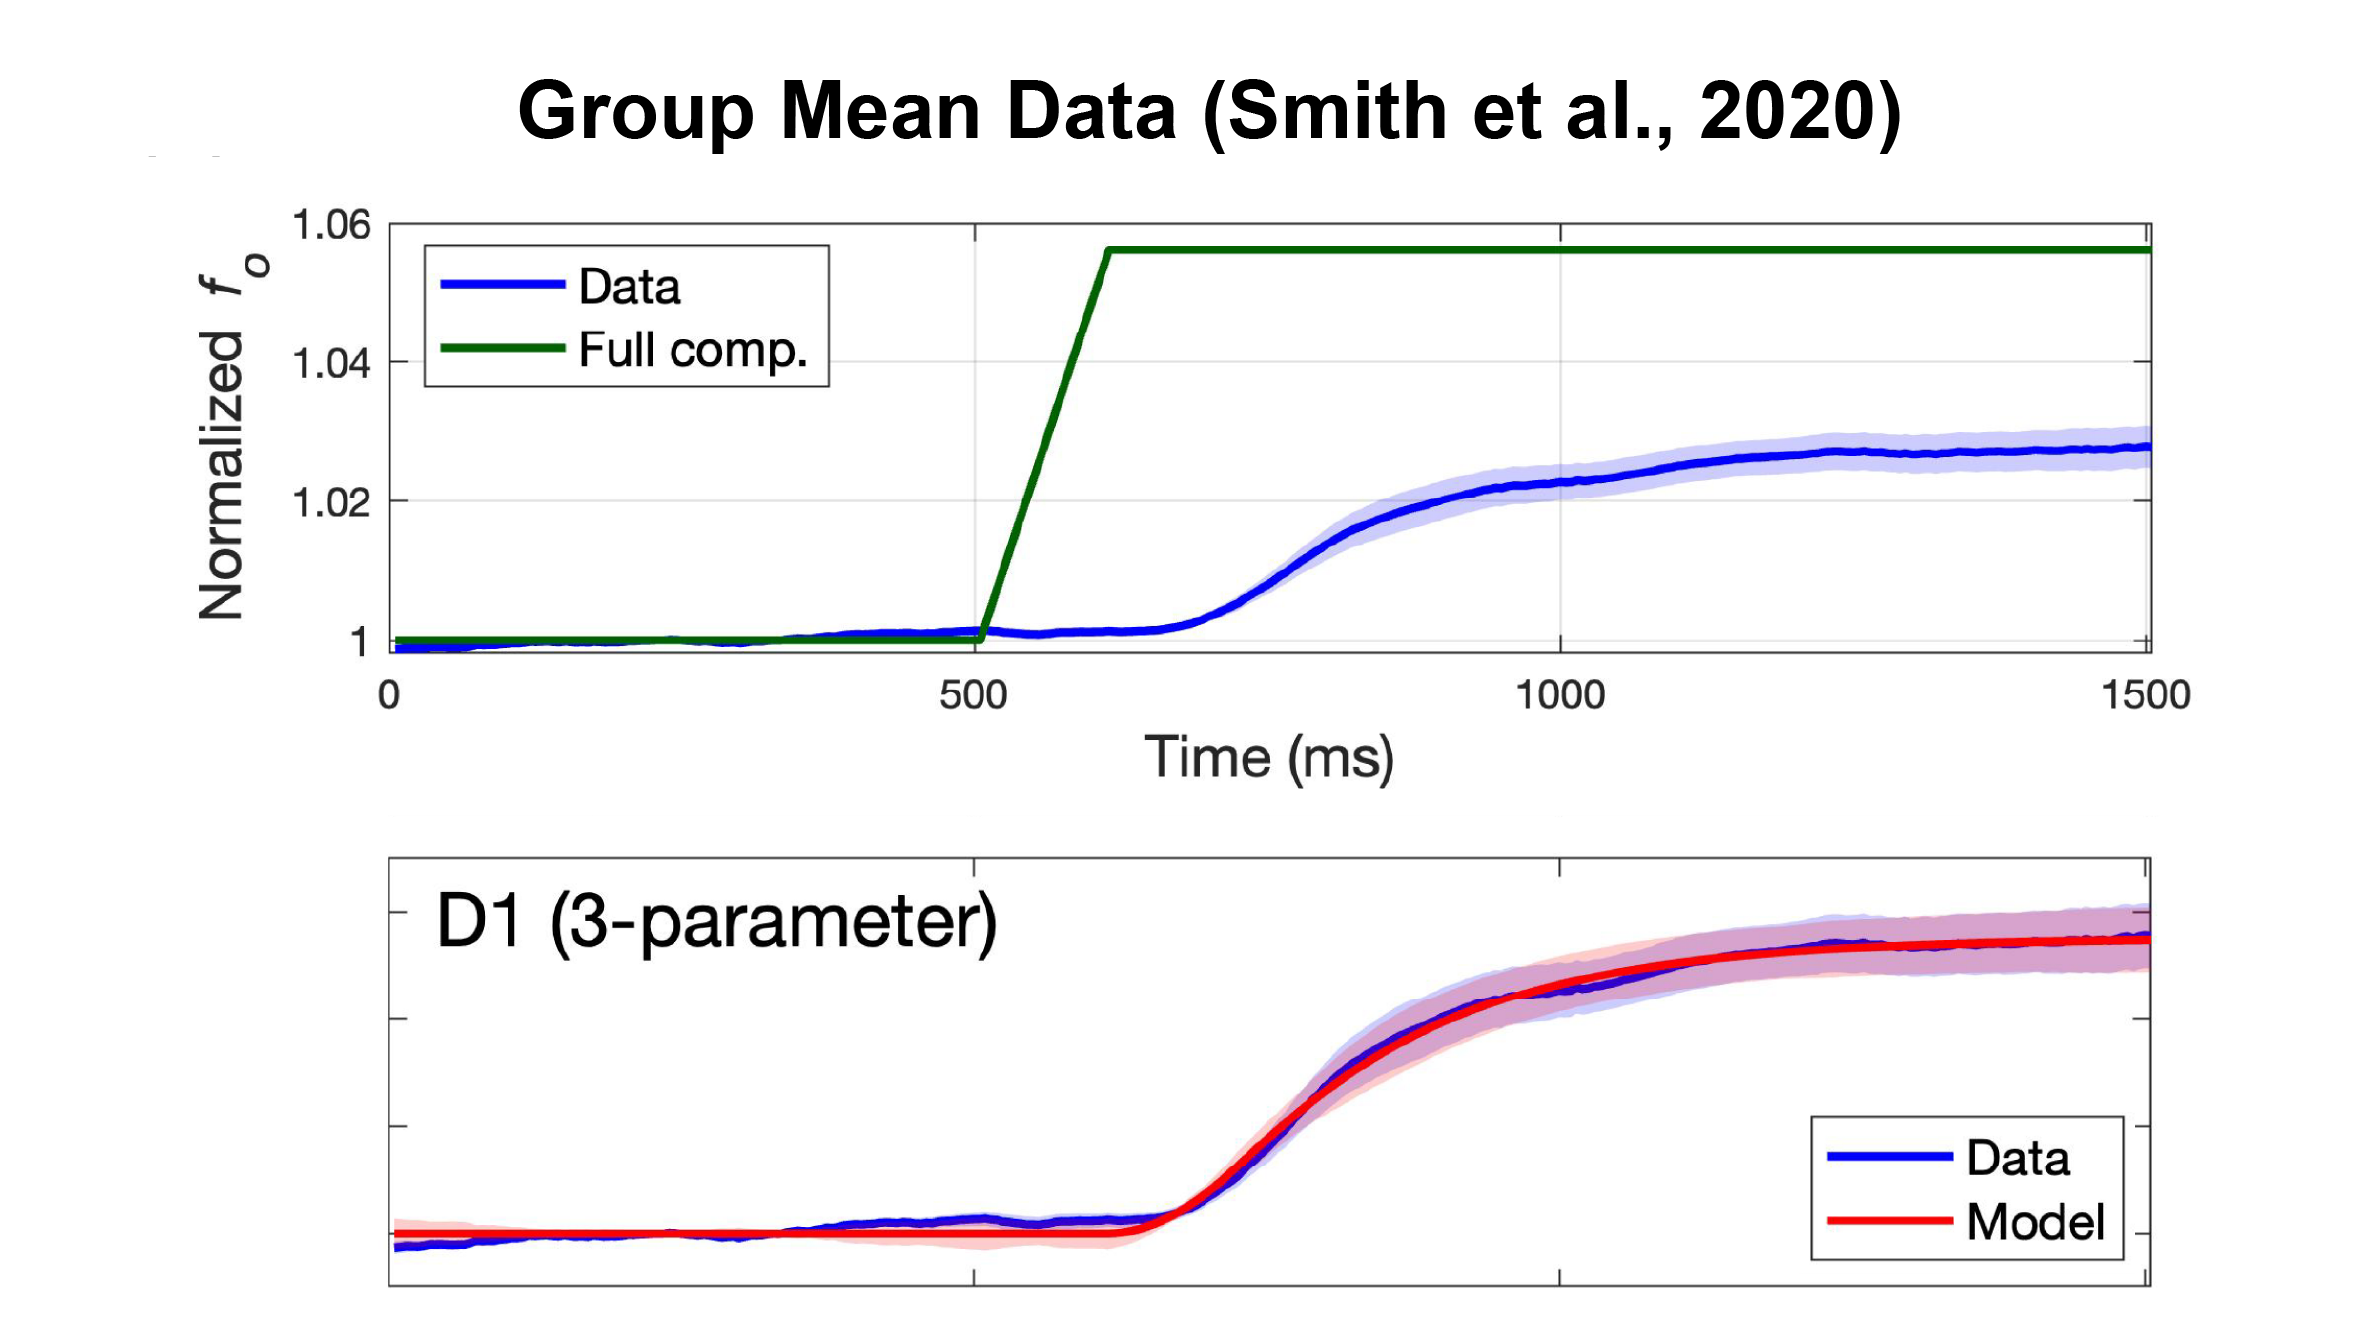 Group Mean Data (Smith et al., 2020)
Normalized fo
1.06
1.04
1.02
1
Data
Full comp.
0 500 1000 1500
Time (ms)
D1 (3-parameter)
Data
Model